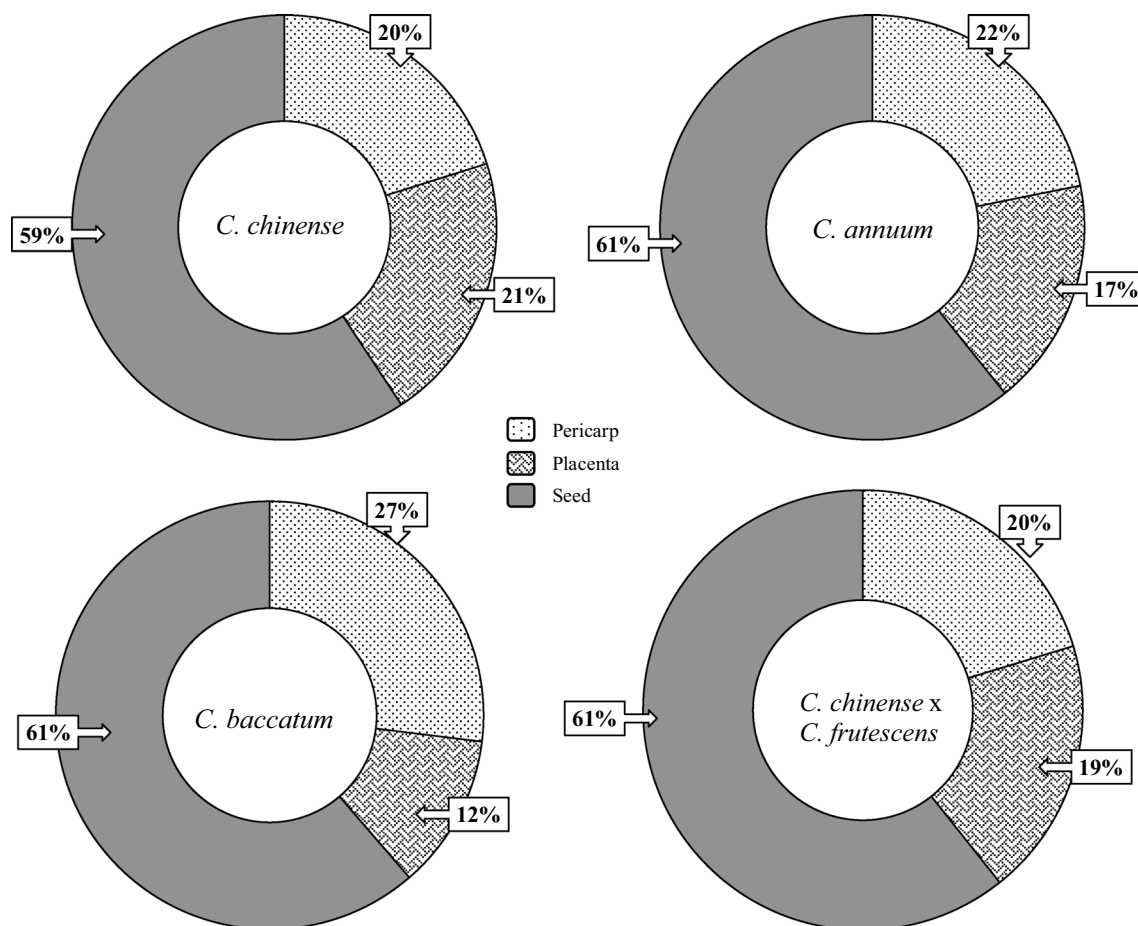 20%
59%
C. chinense
21%
22%
61%
C. annuum
17%
Pericarp
Placenta
Seed
27%
61%
C. baccatum
12%
20%
61%
C. chinense x
C. frutescens
19%